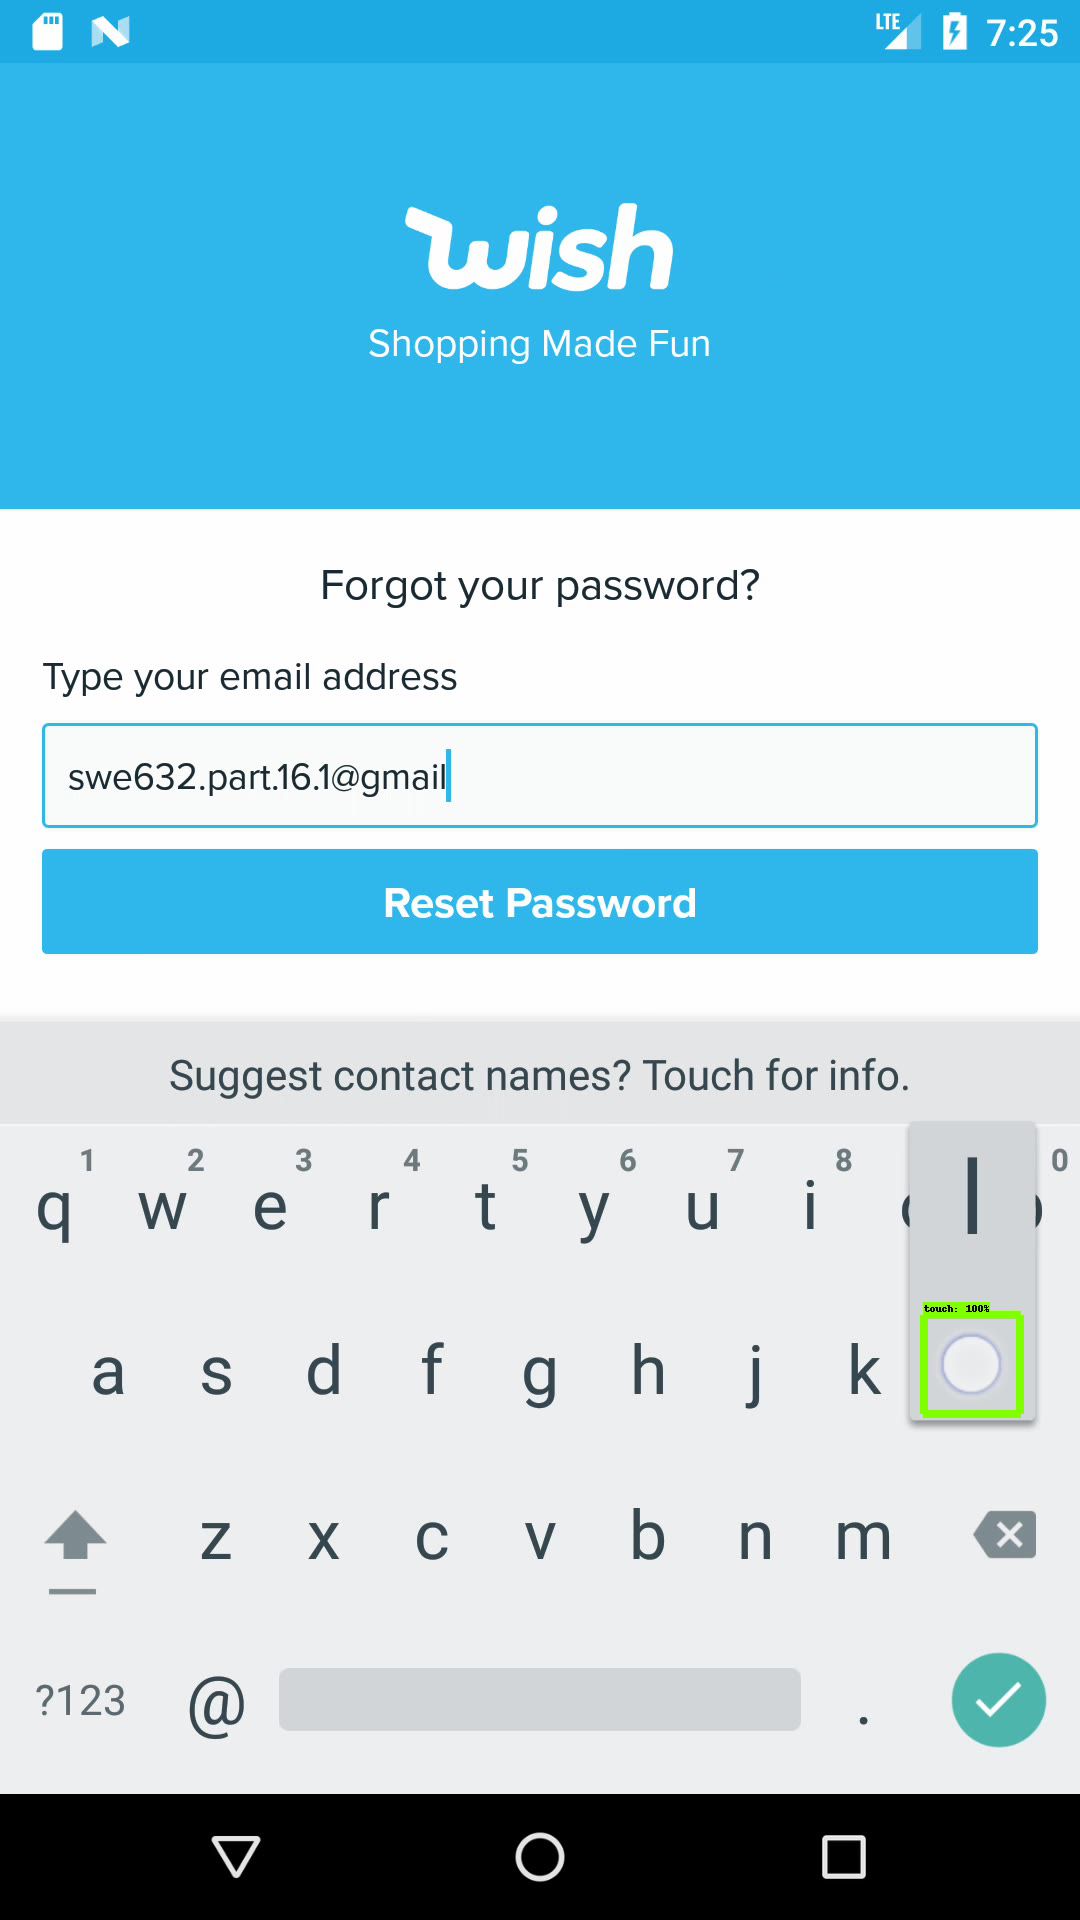 LTE 7:25
wish
Shopping Made Fun
Forgot your password?
Type your email address
swe632.part.16.1@gmail
Reset Password
Suggest contact names? Touch for info.
1 2 3 4 5 6 7 8 0
q w e r t y u i l
touch: 100%
a s d f g h j k
z x c v b n m
?123 @ .